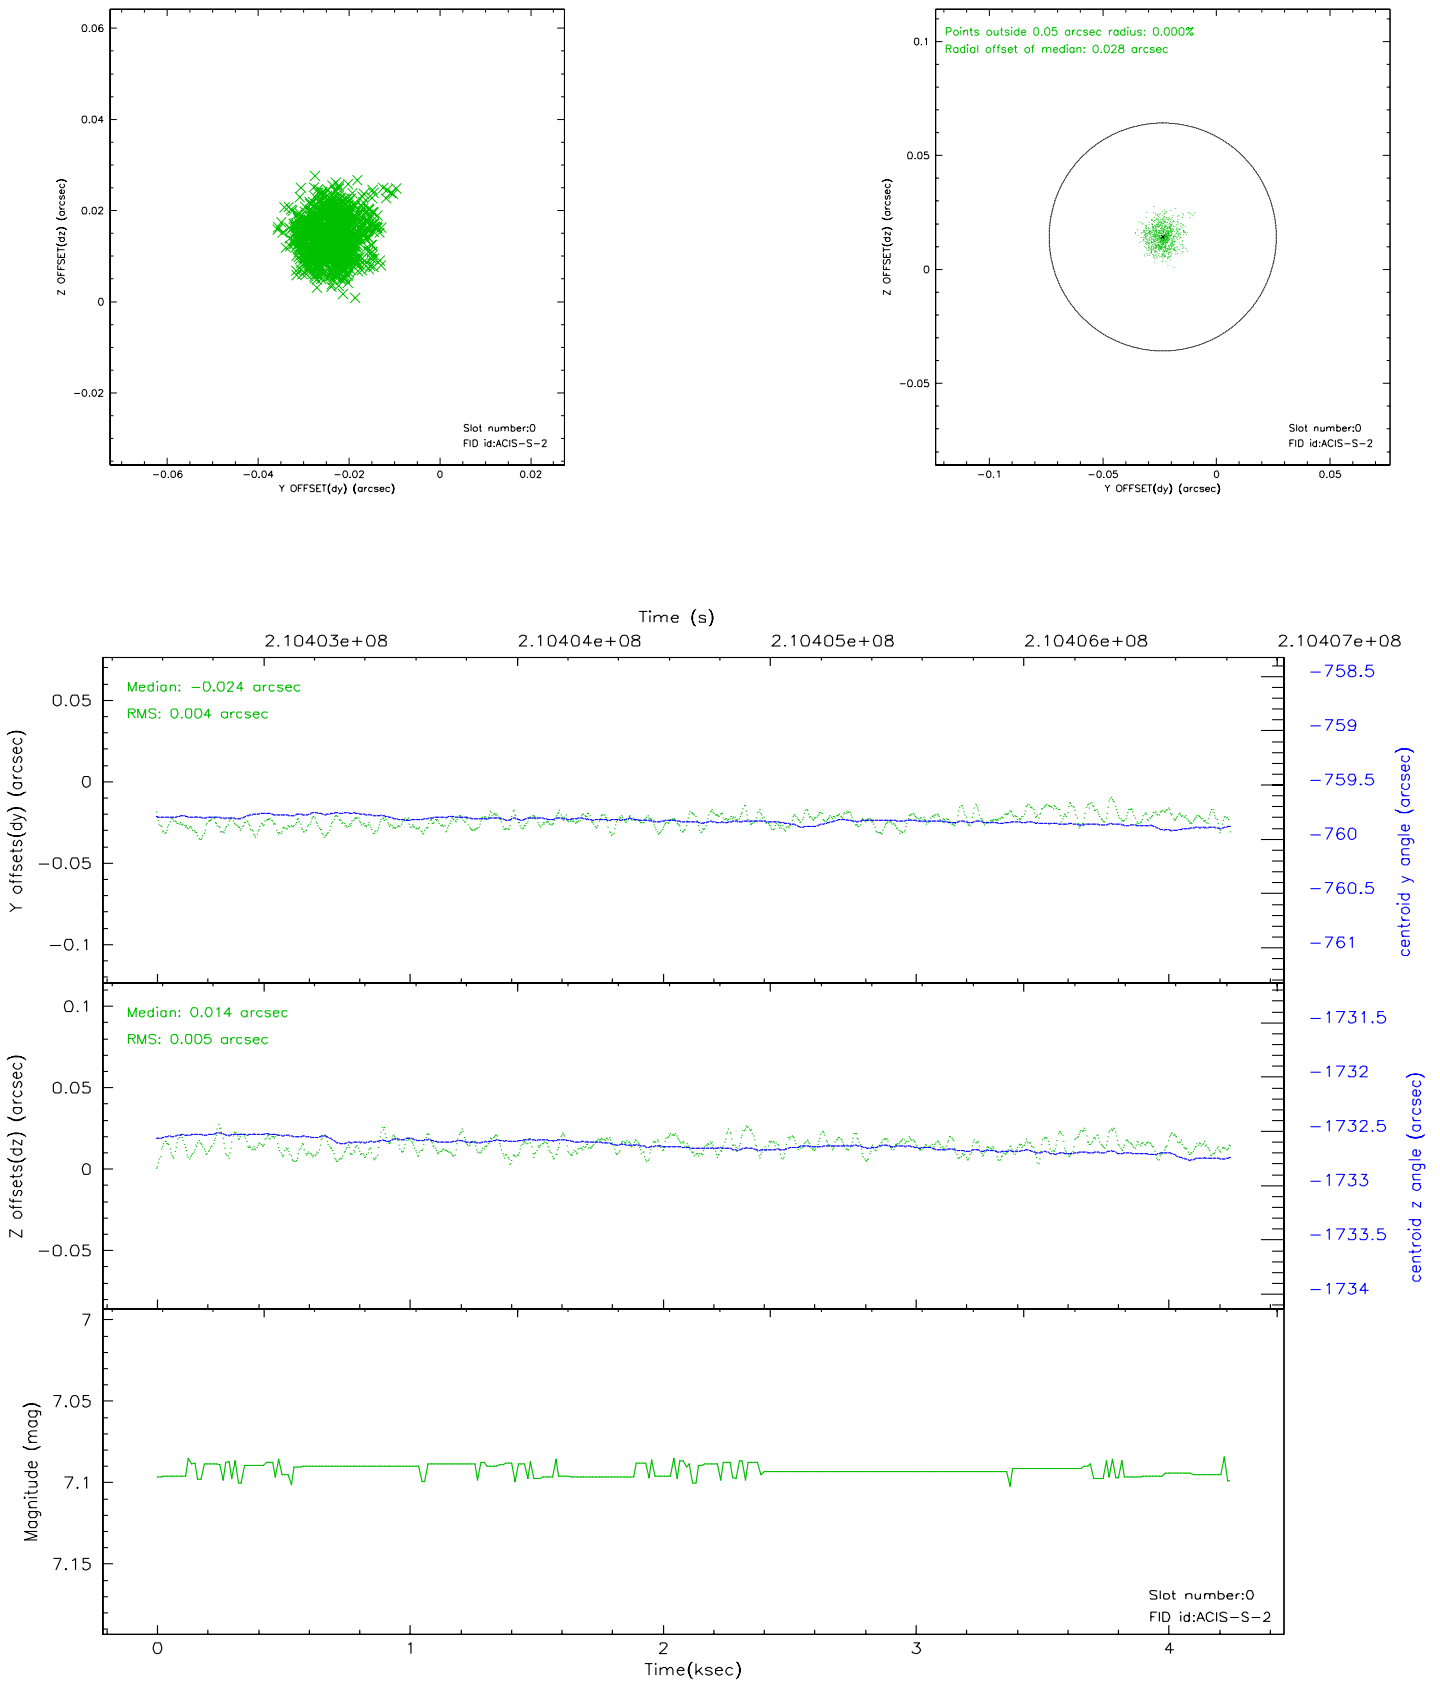 0.06
0.04
0.02
0
−0.02
Z OFFSET(dz) (arcsec)
Slot number:0
FID id:ACIS−S−2
−0.06
−0.04
−0.02
0
0.02
Y OFFSET(dy) (arcsec)
Points outside 0.05 arcsec radius: 0.000%
Radial offset of median: 0.028 arcsec
0.1
0.05
0
−0.05
Z OFFSET(dz) (arcsec)
Slot number:0
FID id:ACIS−S−2
−0.1
−0.05
0
0.05
Y OFFSET(dy) (arcsec)
Time (s)
2.10403e+08
2.10404e+08
2.10405e+08
2.10406e+08
2.10407e+08
Median: −0.024 arcsec
RMS: 0.004 arcsec
0.05
0
−0.05
−0.1
Y offsets(dy) (arcsec)
−758.5
−759
−759.5
−760
−760.5
−761
centroid y angle (arcsec)
Median: 0.014 arcsec
RMS: 0.005 arcsec
0.1
0.05
0
−0.05
Z offsets(dz) (arcsec)
−1731.5
−1732
−1732.5
−1733
−1733.5
−1734
centroid z angle (arcsec)
7
7.05
7.1
7.15
Magnitude (mag)
Slot number:0
FID id:ACIS−S−2
0
1
2
3
4
Time(ksec)